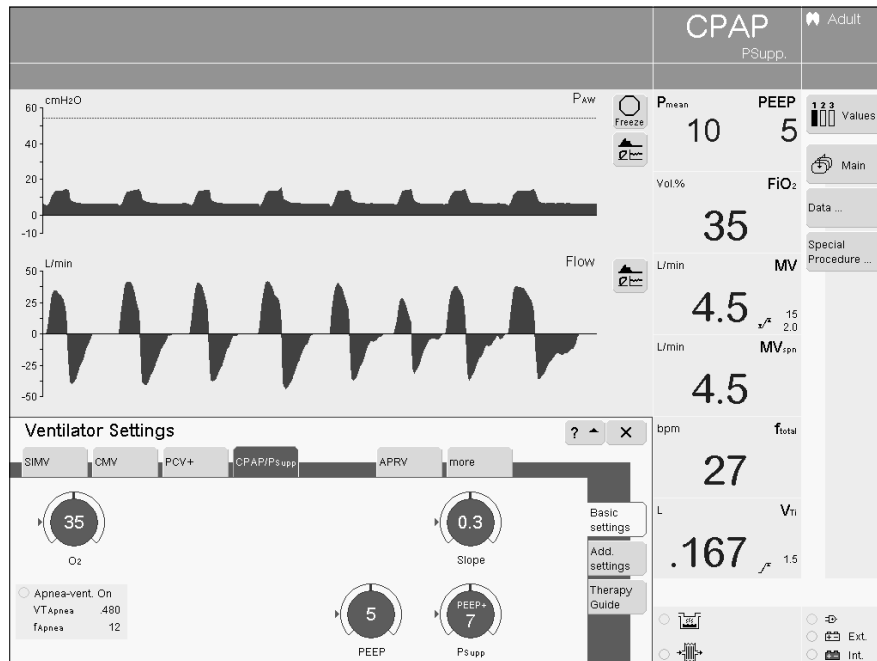 CPAP
PSupp.
Adult
cmH2O
PAW
60
40
20
0
-10
Freeze
Pmean
PEEP
10
5
1 2 3
Values
Main
Vol.%
FiO2
35
Data ...
Special
Procedure ...
L/min
Flow
50
25
0
-25
-50
L/min
MV
4.5
15
2.0
L/min
MVspn
4.5
Ventilator Settings
?
bpm
ftotal
27
SIMV
CMV
PCV+
CPAP/Psupp
APRV
more
35
O2
0.3
Slope
Basic
settings
Add.
settings
Therapy
Guide
L
VTi
.167
1.5
Apnea-vent. On
VTApnea .480
fApnea 12
5
PEEP
PEEP+
7
Psupp
Ext.
Int.